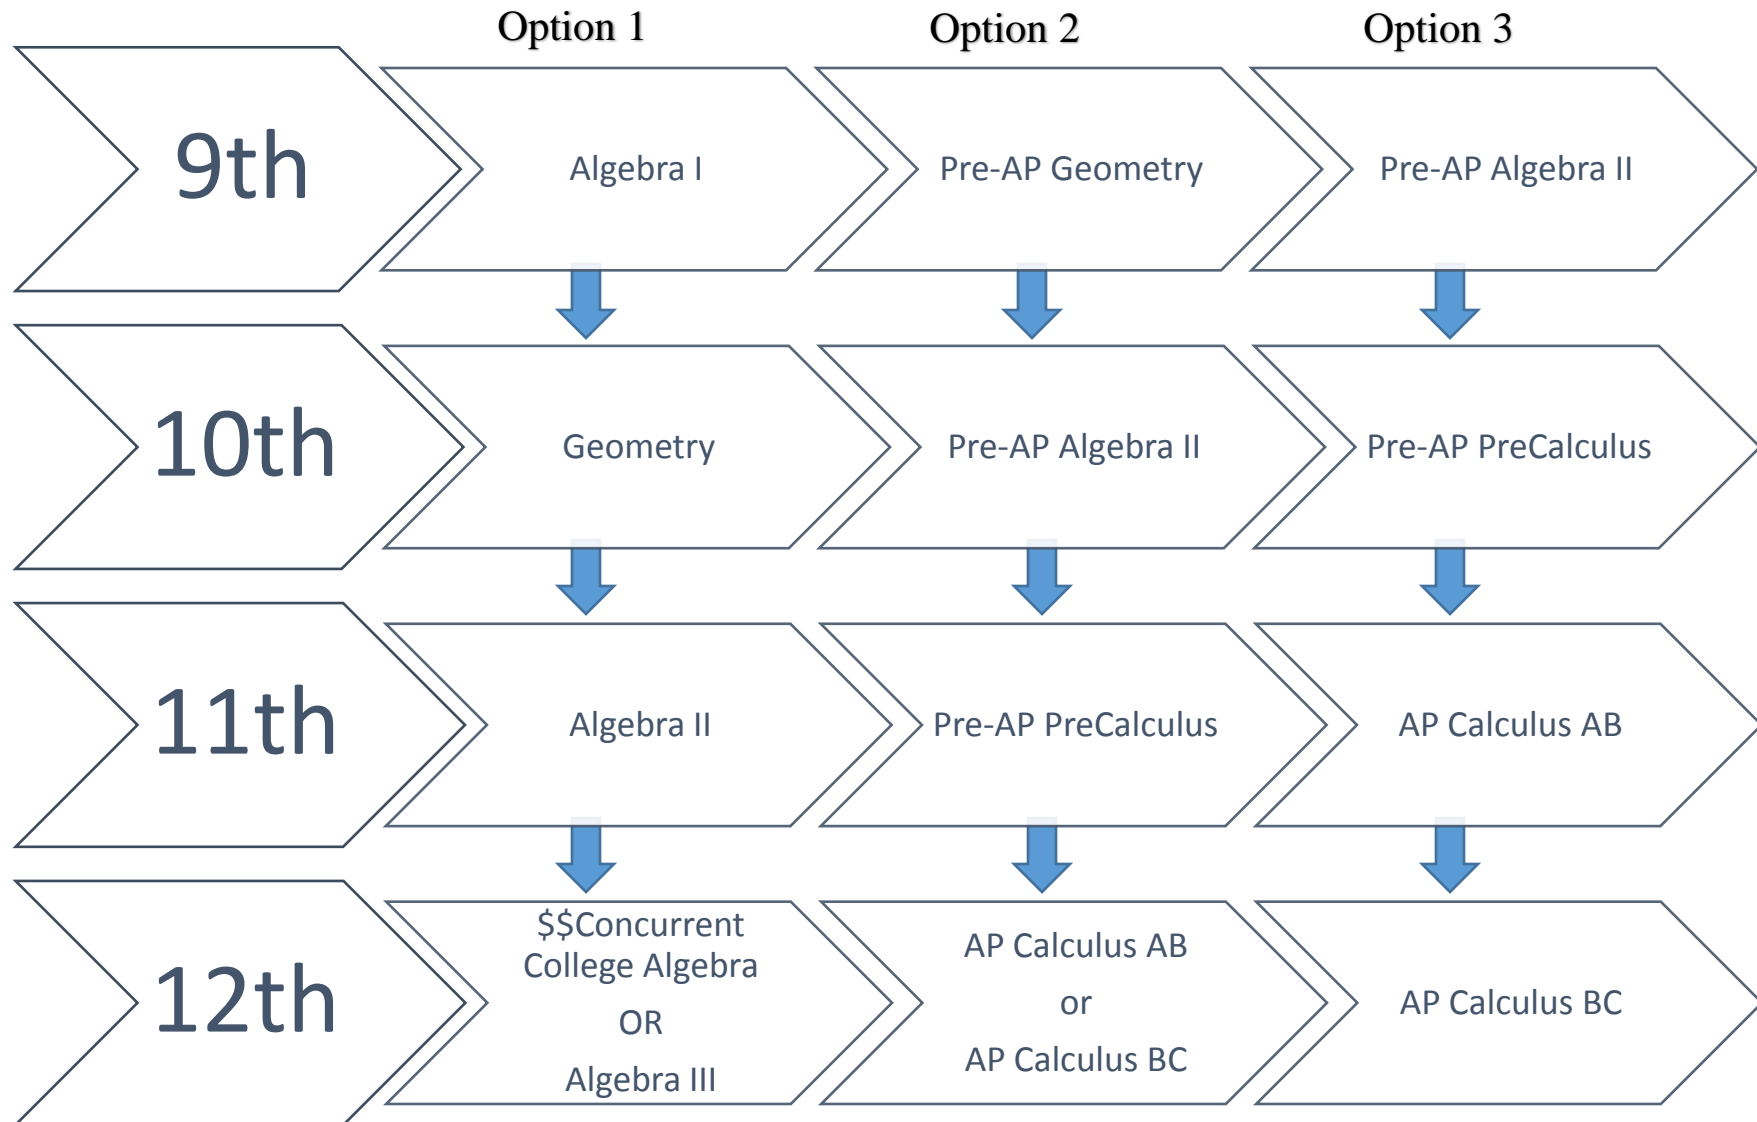 Option 1
Option 2
Option 3
9th
Algebra I
Pre-AP Geometry
Pre-AP Algebra II
10th
Geometry
Pre-AP Algebra II
Pre-AP PreCalculus
11th
Algebra II
Pre-AP PreCalculus
AP Calculus AB
12th
$$Concurrent
College Algebra
OR
Algebra III
AP Calculus AB
or
AP Calculus BC
AP Calculus BC